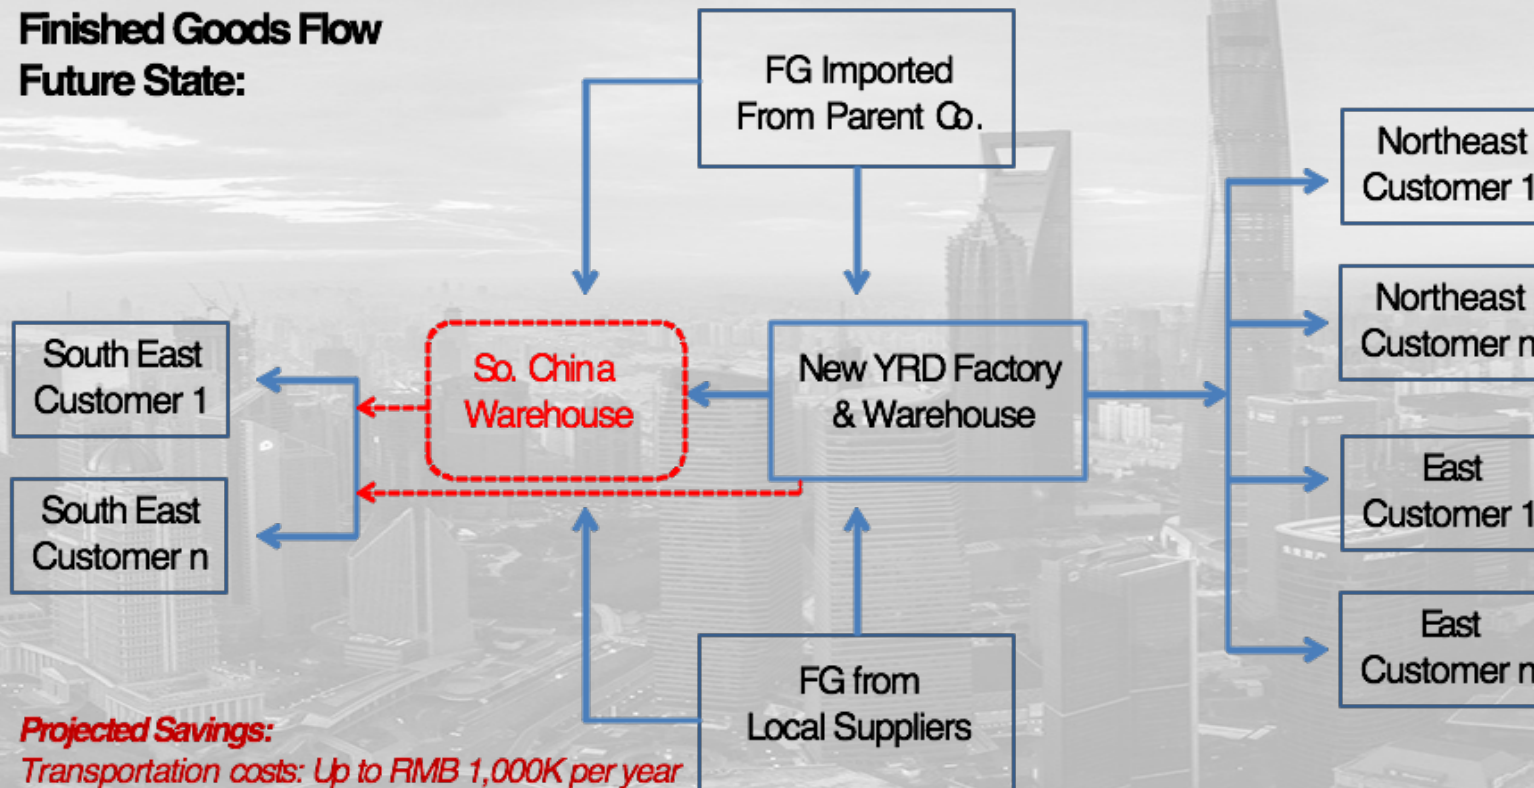 Finished Goods Flow
Future State:
FG Imported
From Parent Co.
Northeast
Customer 1
Northeast
Customer n
South East
Customer 1
So. China
Warehouse
New YRD Factory
& Warehouse
South East
Customer n
East
Customer 1
East
Customer n
FG from
Local Suppliers
Projected Savings:
Transportation costs: Up to RMB 1,000K per year